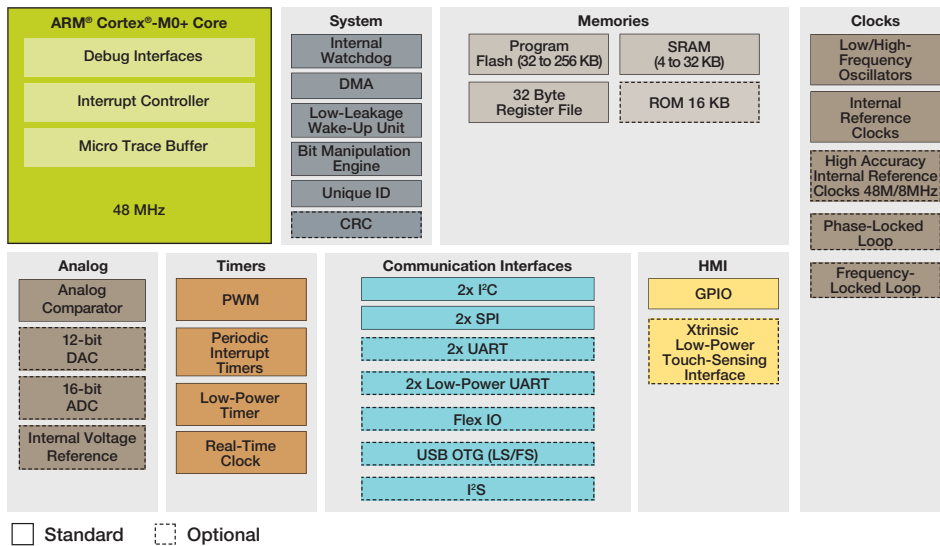 ARM® Cortex®-M0+ Core
Debug Interfaces
Interrupt Controller
Micro Trace Buffer
48 MHz
System
Internal
Watchdog
DMA
Low-Leakage
Wake-Up Unit
Bit Manipulation
Engine
Unique ID
CRC
Memories
Program
Flash (32 to 256 KB)
SRAM
(4 to 32 KB)
32 Byte
Register File
ROM 16 KB
Clocks
Low/High-
Frequency
Oscillators
Internal
Reference
Clocks
High Accuracy
Internal Reference
Clocks 48M/8MHz
Phase-Locked
Loop
Frequency-
Locked Loop
Analog
Analog
Comparator
12-bit
DAC
16-bit
ADC
Internal Voltage
Reference
Timers
PWM
Periodic
Interrupt
Timers
Low-Power
Timer
Real-Time
Clock
Communication Interfaces
2x I²C
2x SPI
2x UART
2x Low-Power UART
Flex IO
USB OTG (LS/FS)
I²S
HMI
GPIO
Xtrinsic
Low-Power
Touch-Sensing
Interface
Standard
Optional